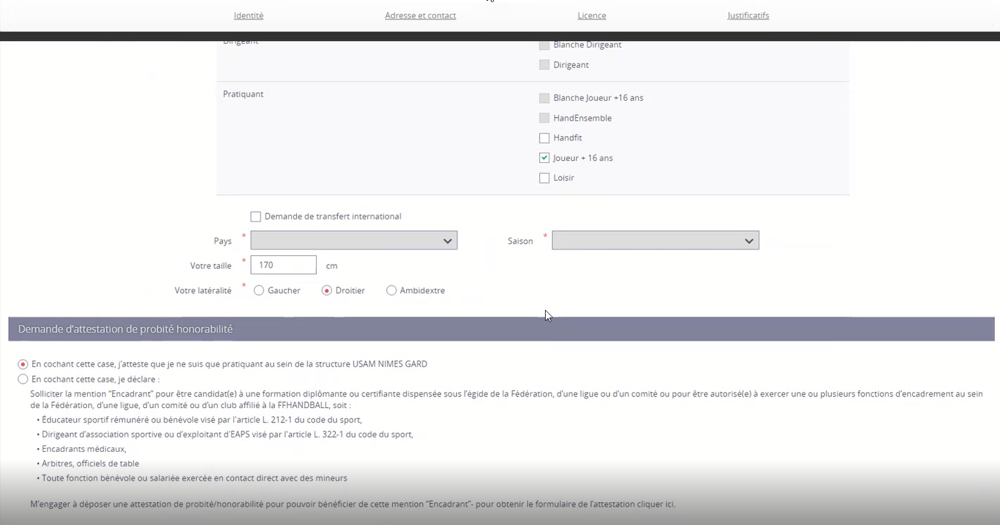 Identité
Adresse et contact
Licence
Justificatifs
Dirigeant
Blanche Dirigeant
Dirigeant
Pratiquant
Blanche Joueur +16 ans
HandEnsemble
Handfit
Joueur + 16 ans
Loisir
Demande de transfert international
Pays *
Saison *
Votre taille * 170 cm
Votre latéralité * Gaucher Droitier Ambidextre
Demande d'attestation de probité honorabilité
En cochant cette case, j'atteste que je ne suis que pratiquant au sein de la structure USAM NIMES GARD
En cochant cette case, je déclare :
Solliciter la mention “Encadrant” pour être candidat(e) à une formation diplômante ou certifiante dispensée sous l'égide de la Fédération, d'une ligue ou d'un comité ou pour être autorisé(e) à exercer une ou plusieurs fonctions d'encadrement au sein
de la Fédération, d'une ligue, d'un comité ou d'un club affilié à la FFHANDBALL, soit :
• Éducateur sportif rémunéré ou bénévole visé par l'article L. 212-1 du code du sport,
• Dirigeant d'association sportive ou d'exploitant d'EAPS visé par l'article L. 322-1 du code du sport,
• Encadrants médicaux,
• Arbitres, officiels de table
• Toute fonction bénévole ou salariée exercée en contact direct avec des mineurs
M'engager à déposer une attestation de probité/honorabilité pour pouvoir bénéficier de cette mention “Encadrant”- pour obtenir le formulaire de l'attestation cliquer ici.